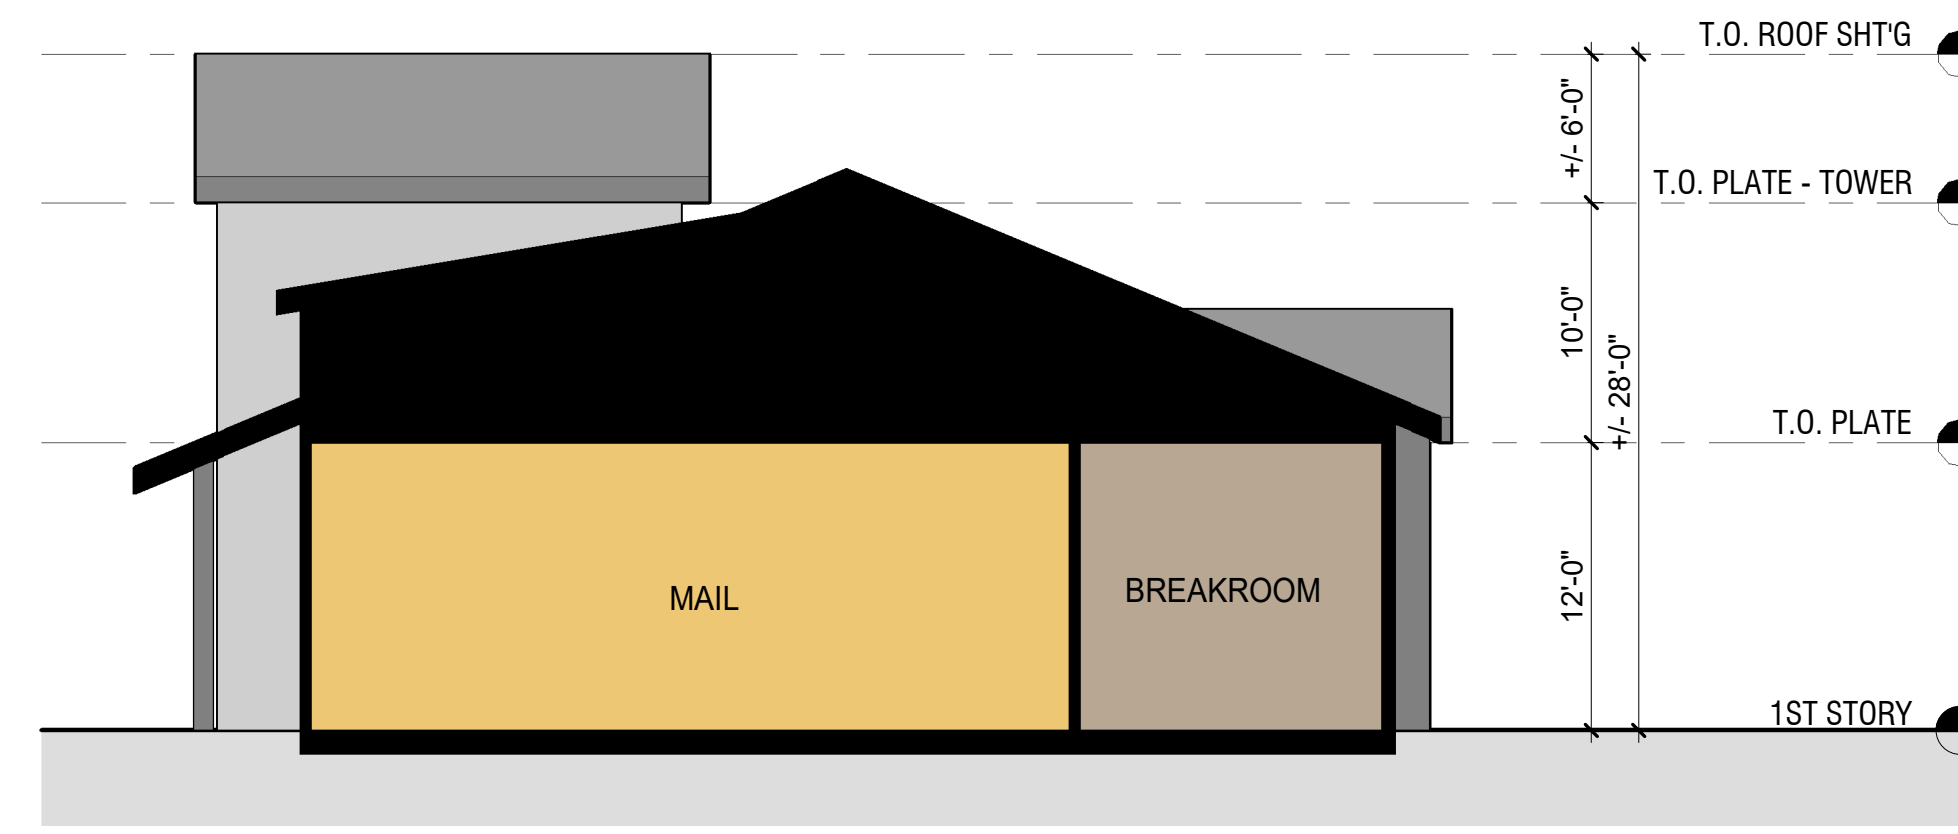 T.O. ROOF SHT'G
+/- 6'-0"
T.O. PLATE - TOWER
10'-0"
+/- 28'-0"
T.O. PLATE
12'-0"
MAIL
BREAKROOM
1ST STORY